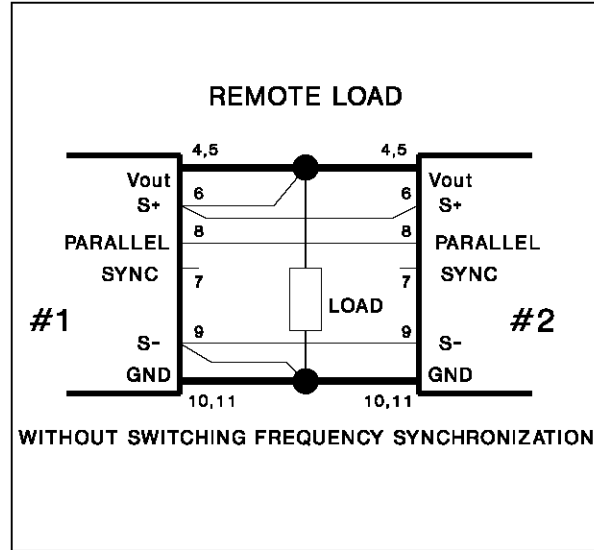 REMOTE LOAD
4,5 4,5
Vout Vout
6 6
S+ S+
8 8
PARALLEL PARALLEL
SYNC SYNC
7 7
LOAD
#1 #2
9 9
S- S-
GND GND
10,11 10,11
WITHOUT SWITCHING FREQUENCY SYNCHRONIZATION